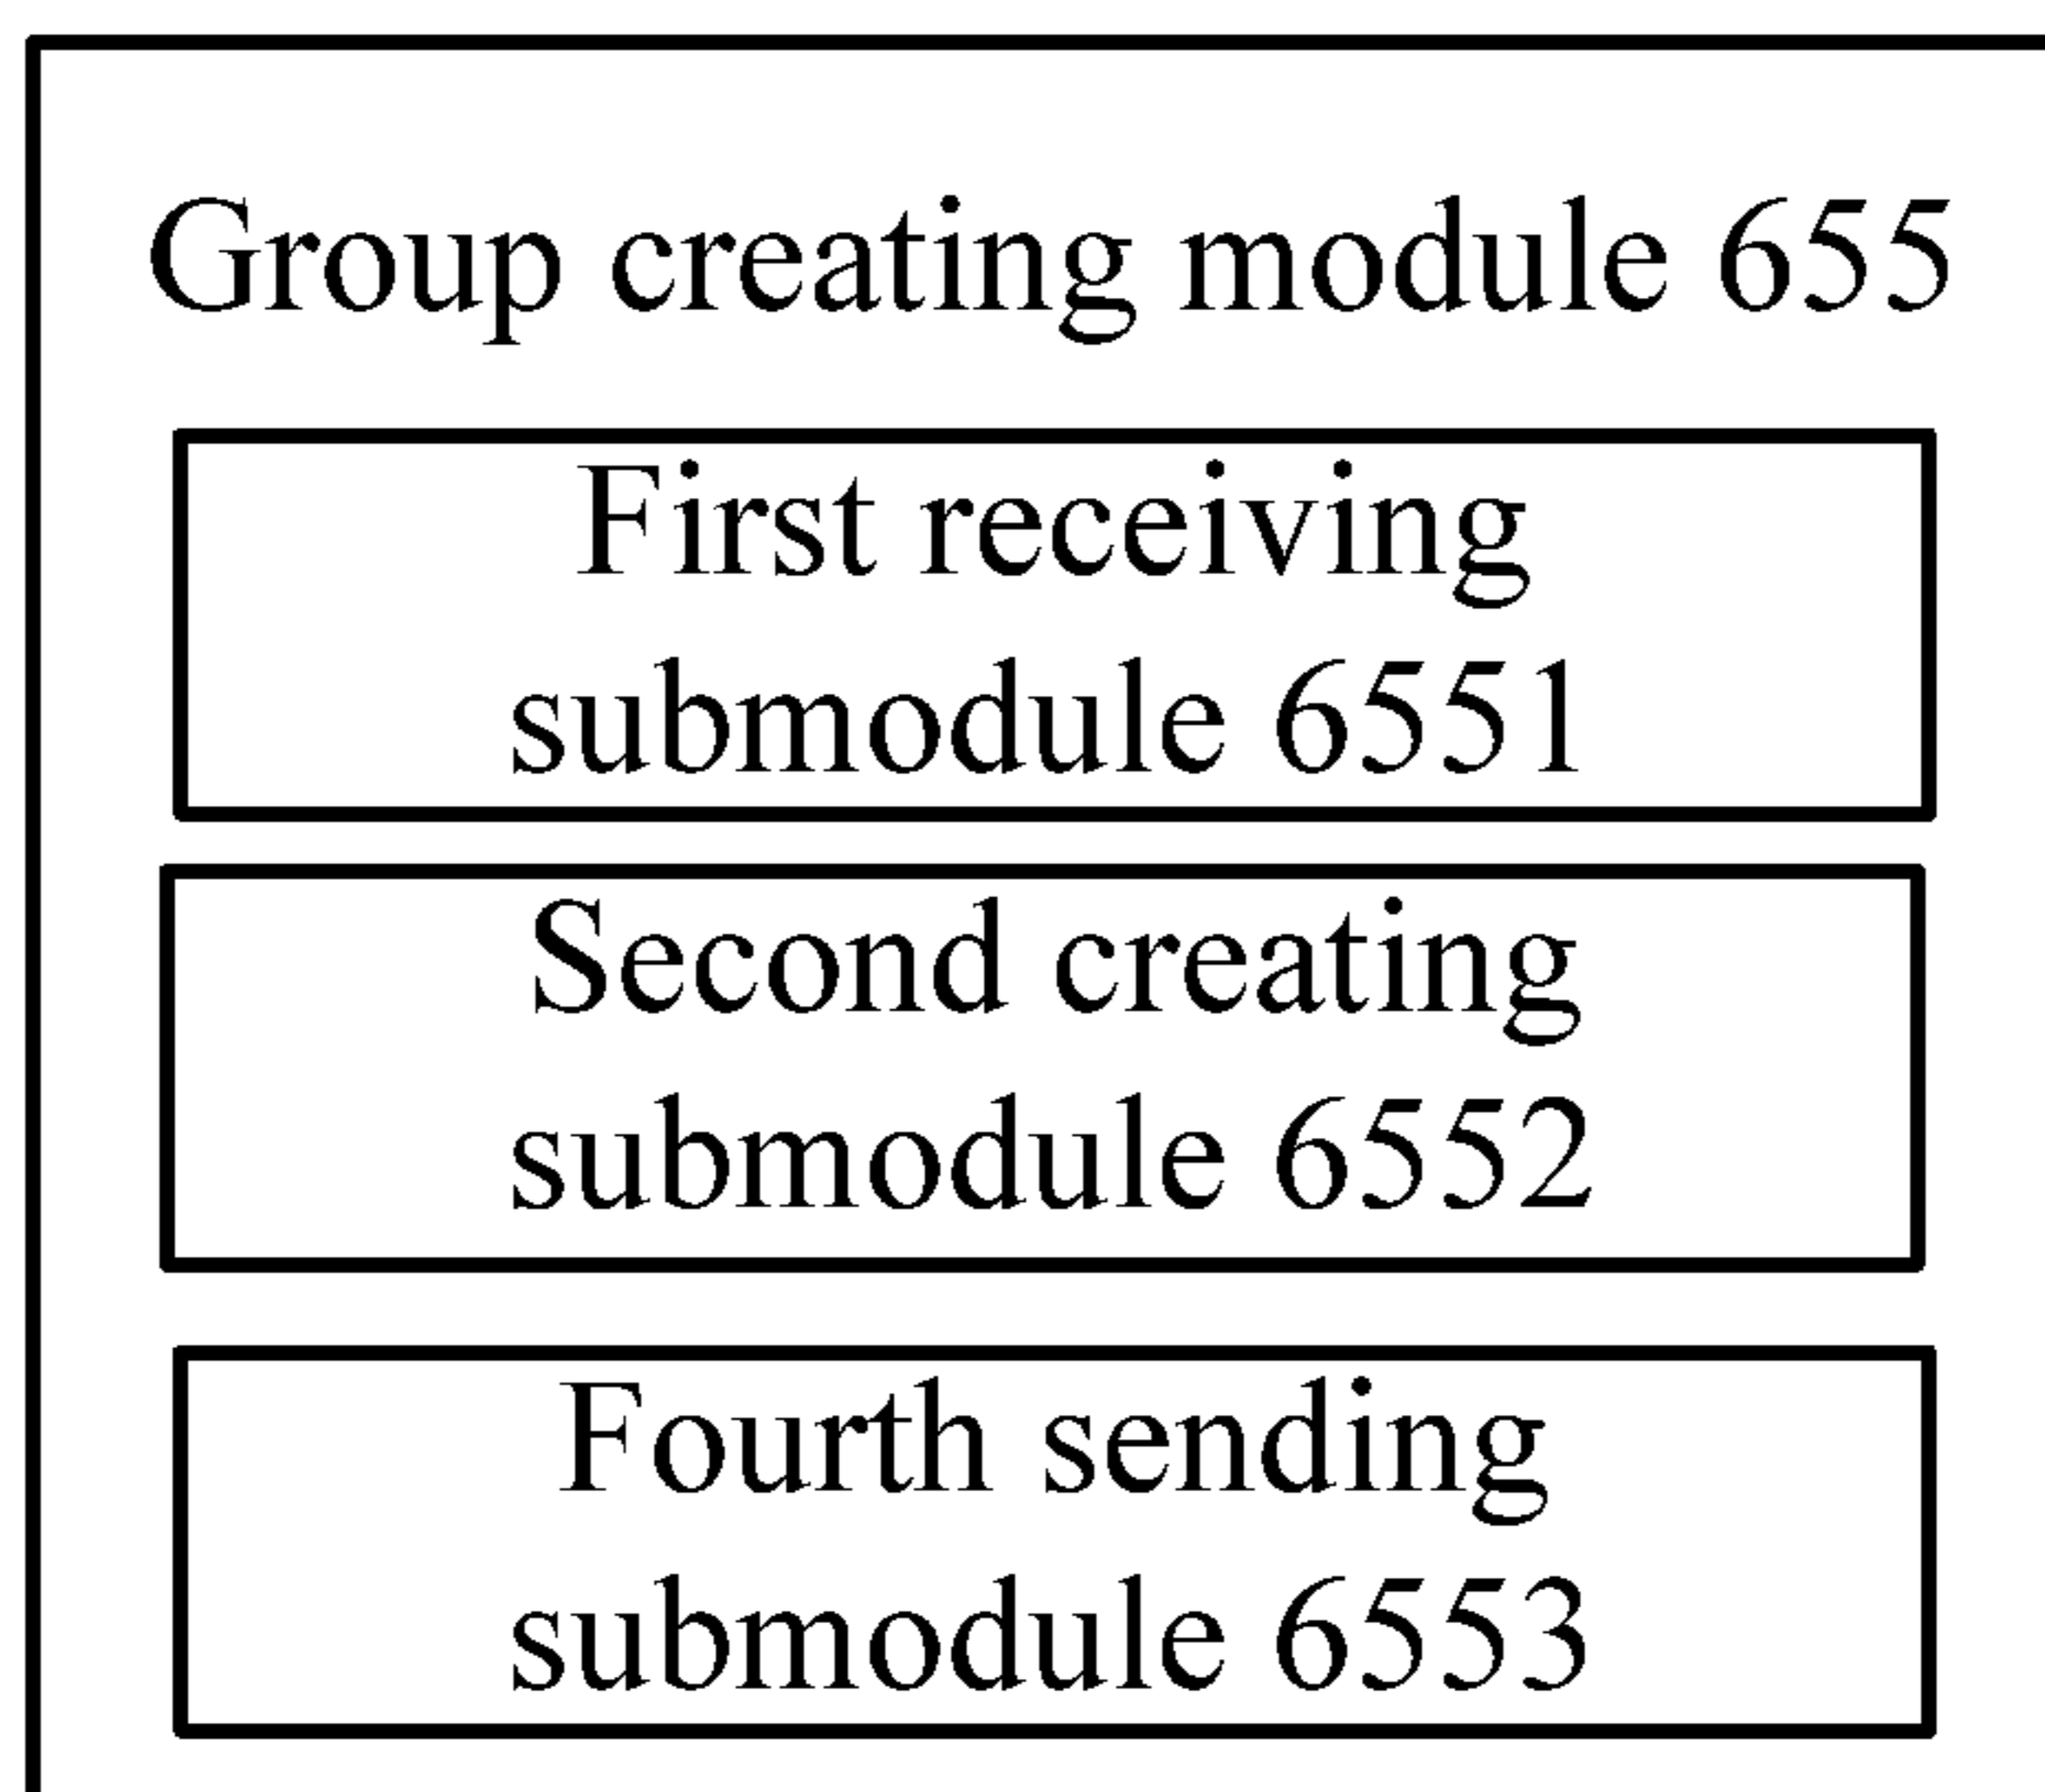 Group creating module 655
First receiving
submodule 6551
Second creating
submodule 6552
Fourth sending
submodule 6553